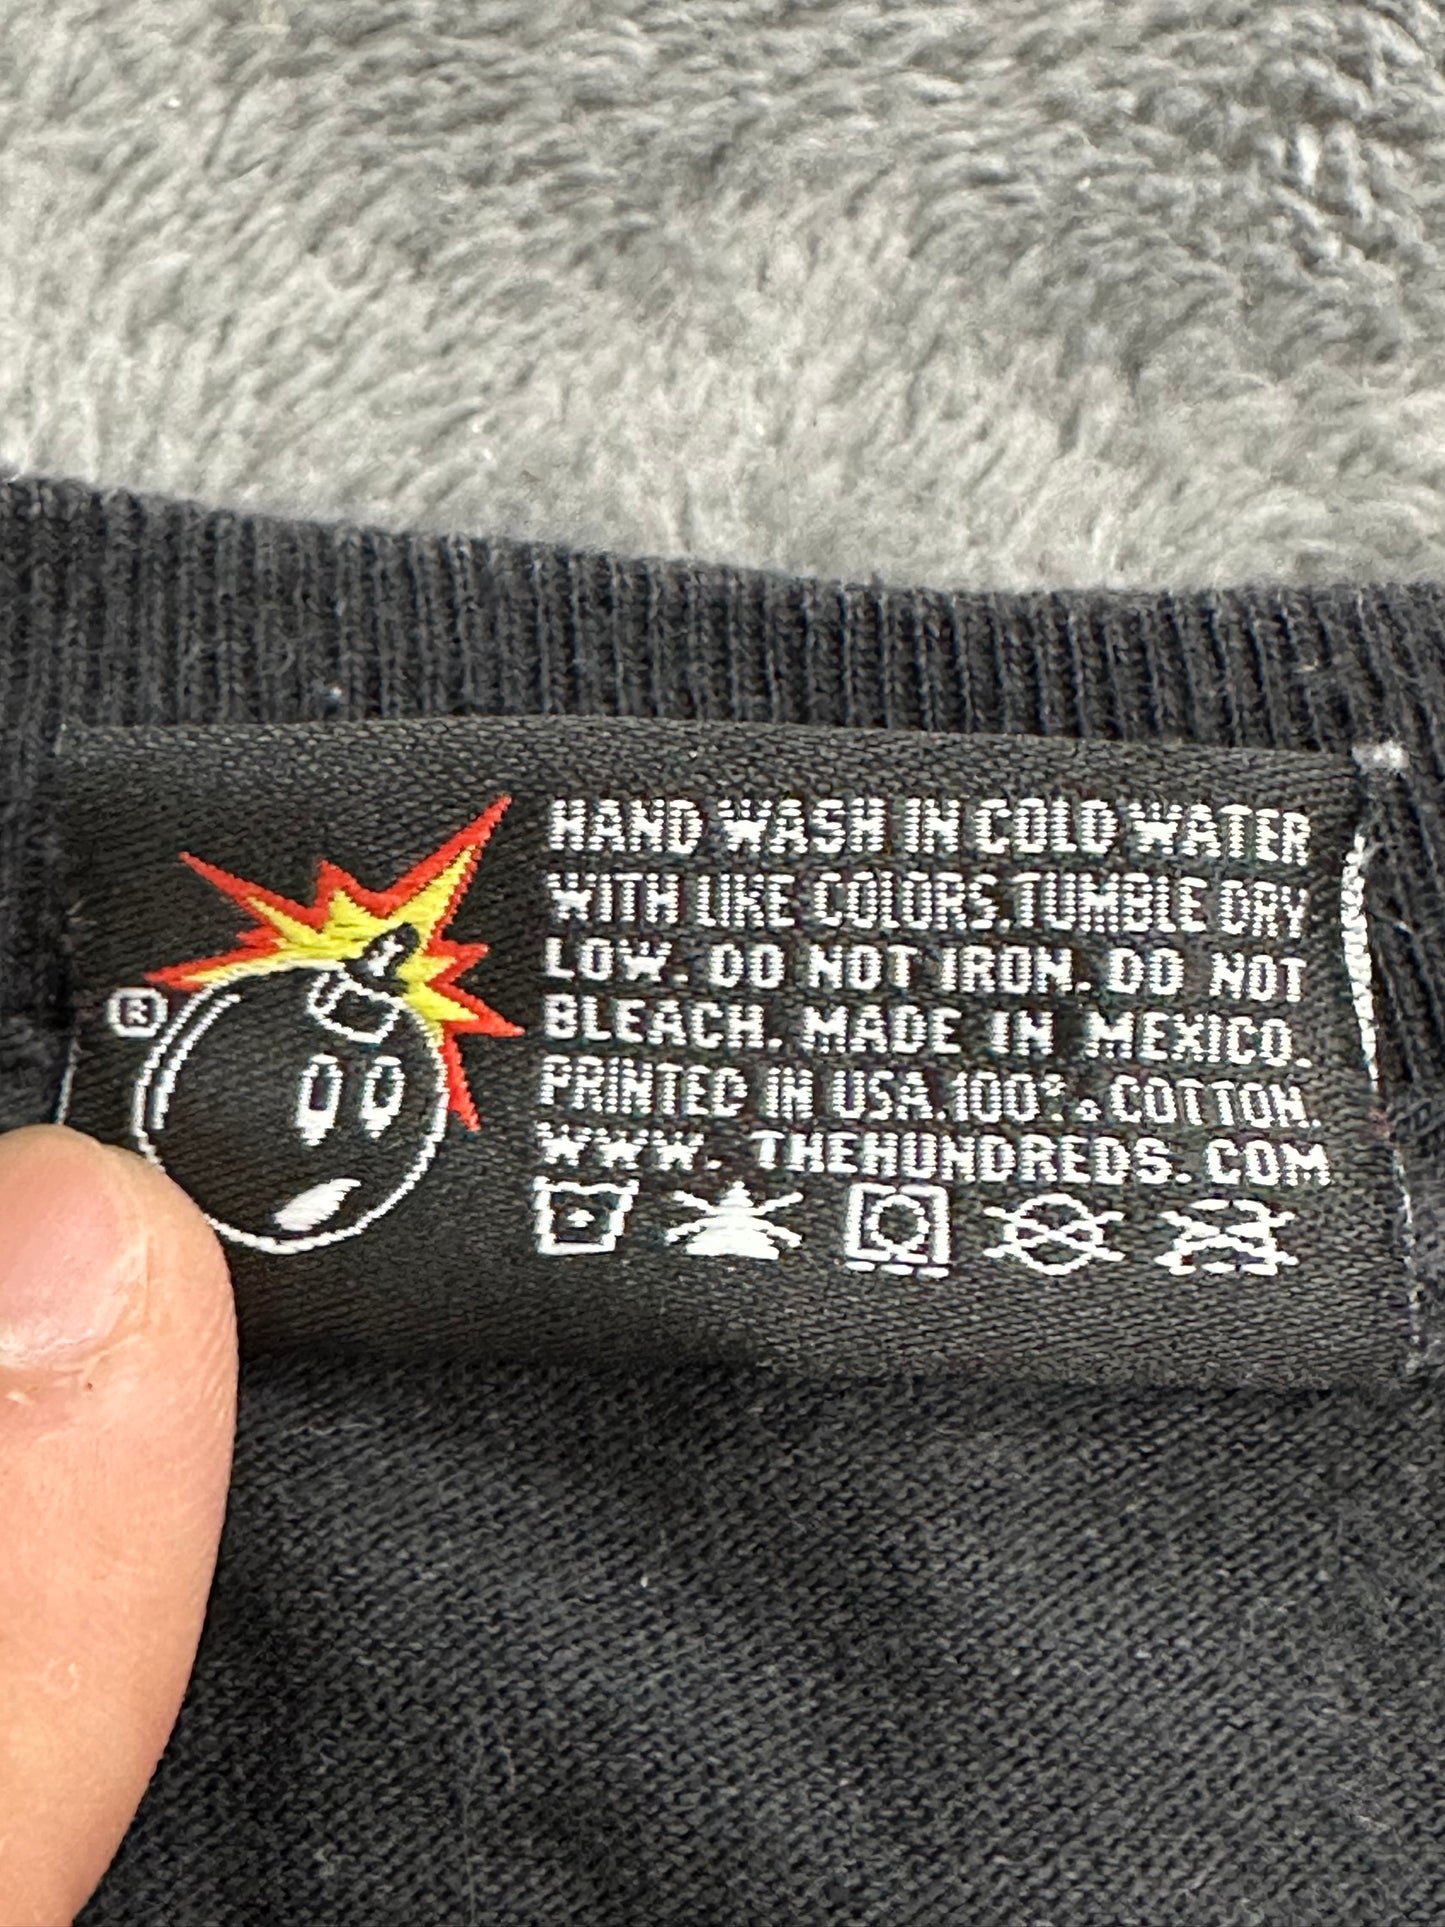 HAND WASH IN COLD WATER
WITH LIKE COLORS. TUMBLE DRY
LOW. DO NOT IRON. DO NOT
BLEACH. MADE IN MEXICO.
PRINTED IN USA. 100% COTTON.
WWW. THEHUNDREDS. COM
®